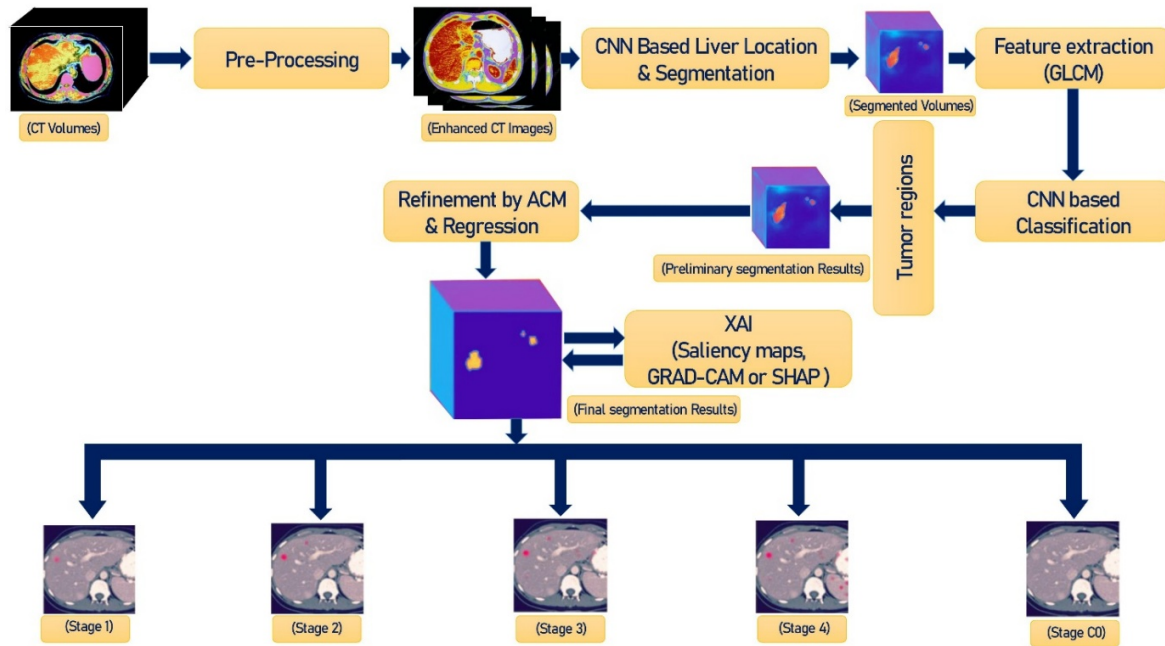 (CT Volumes)
Pre-Processing
(Enhanced CT Images)
CNN Based Liver Location
& Segmentation
(Segmented Volumes)
Feature extraction
(GLCM)
CNN based
Classification
Tumor regions
(Preliminary segmentation Results)
Refinement by ACM
& Regression
XAI
(Saliency maps,
GRAD-CAM or SHAP )
(Final segmentation Results)
(Stage 1)
(Stage 2)
(Stage 3)
(Stage 4)
(Stage C0)